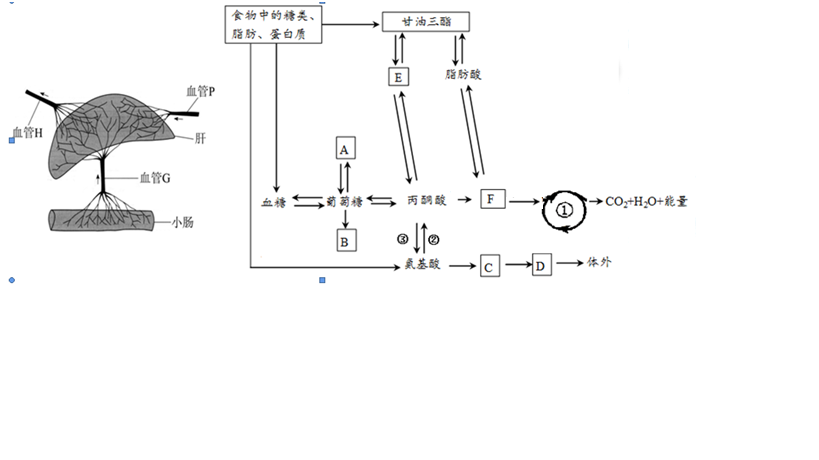 食物中的糖类、
脂肪、蛋白质
甘油三酯
E
脂肪酸
血管P
血管H
肝
血管G
小肠
A
血糖
葡萄糖
丙酮酸
F
①
CO₂+H₂O+能量
B
③
②
氨基酸
C
D
体外